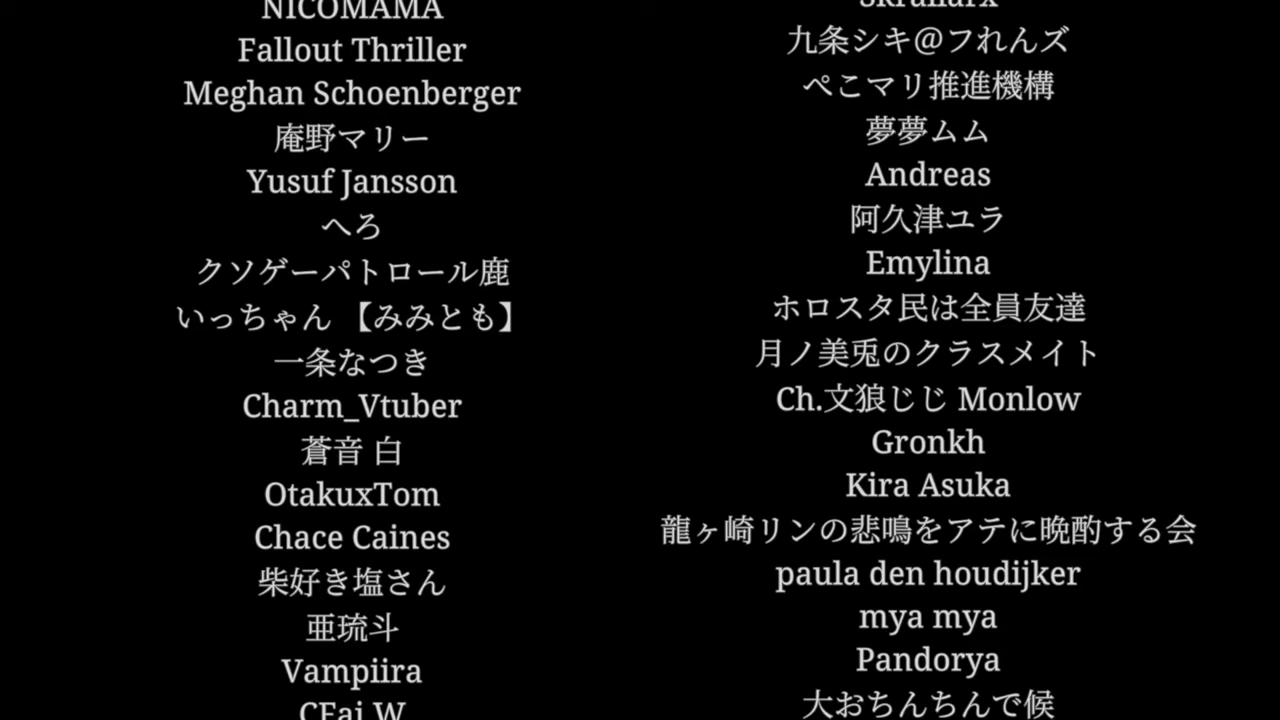 NICOMAMA
Fallout Thriller
Meghan Schoenberger
庵野マリー
Yusuf Jansson
へろ
クソゲーパトロール鹿
いっちゃん 【みみとも】
一条なつき
Charm_Vtuber
蒼音 白
OtakuxTom
Chace Caines
柴好き塩さん
亜琉斗
Vampiira
CFai W
九条シキ@フれんズ
ぺこマリ推進機構
夢夢ムム
Andreas
阿久津ユラ
Emylina
ホロスタ民は全員友達
月ノ美兎のクラスメイト
Ch.文狼じじ Monlow
Gronkh
Kira Asuka
龍ヶ崎リンの悲鳴をアテに晩酌する会
paula den houdijker
mya mya
Pandorya
大おちんちんで候